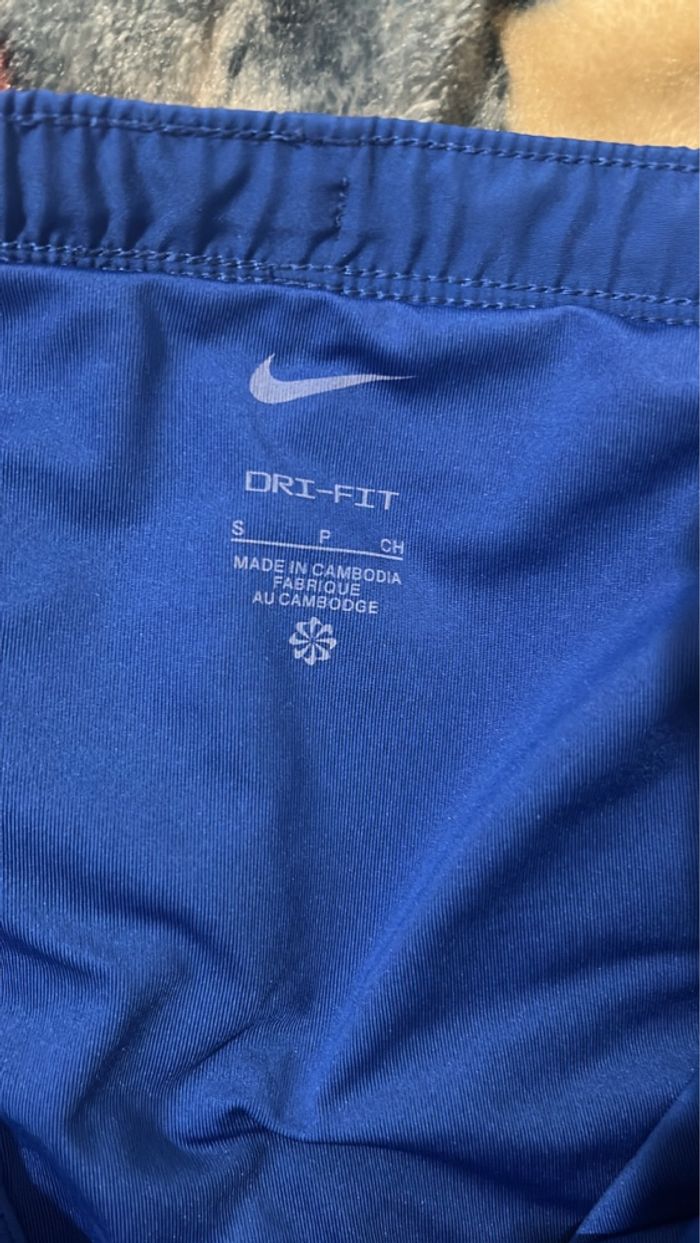 DRI-FIT
S P CH
MADE IN CAMBODIA
FABRIQUE
AU CAMBODGE